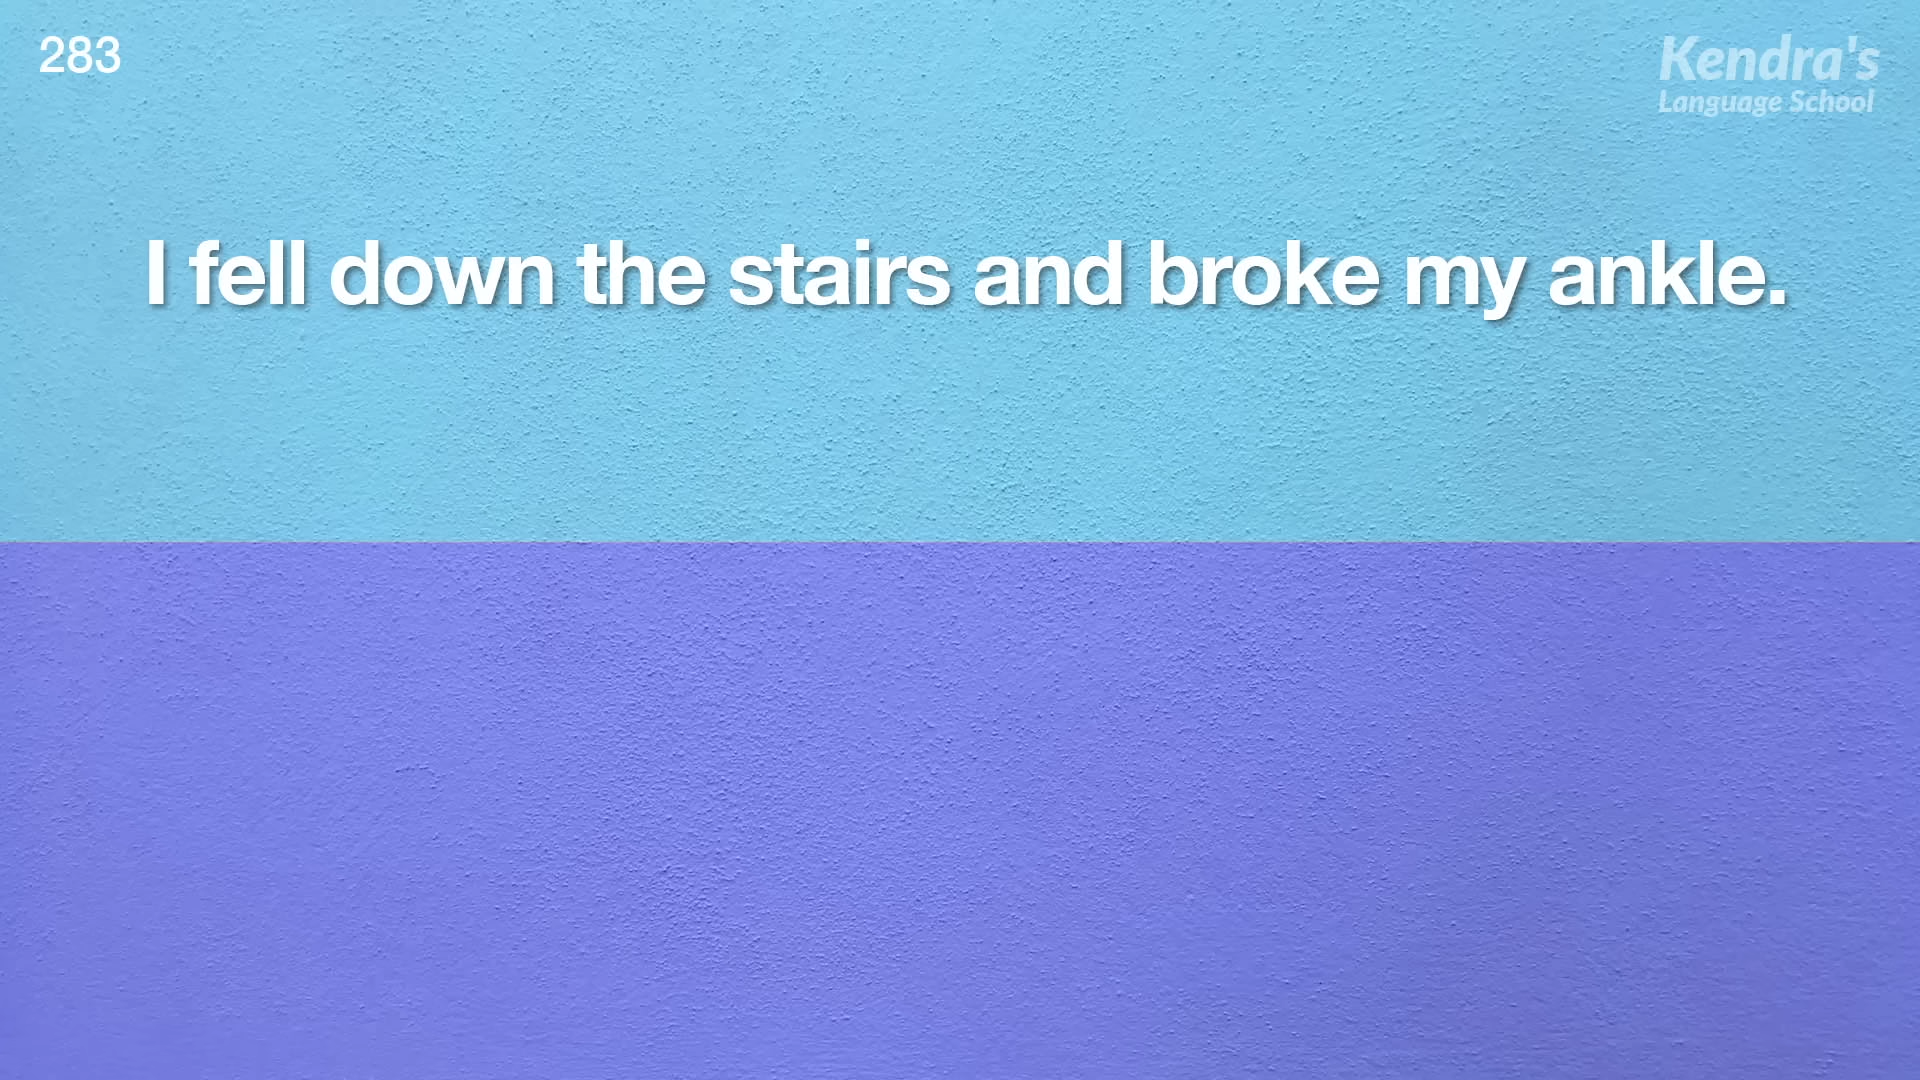 283
Kendra's
Language School
I fell down the stairs and broke my ankle.